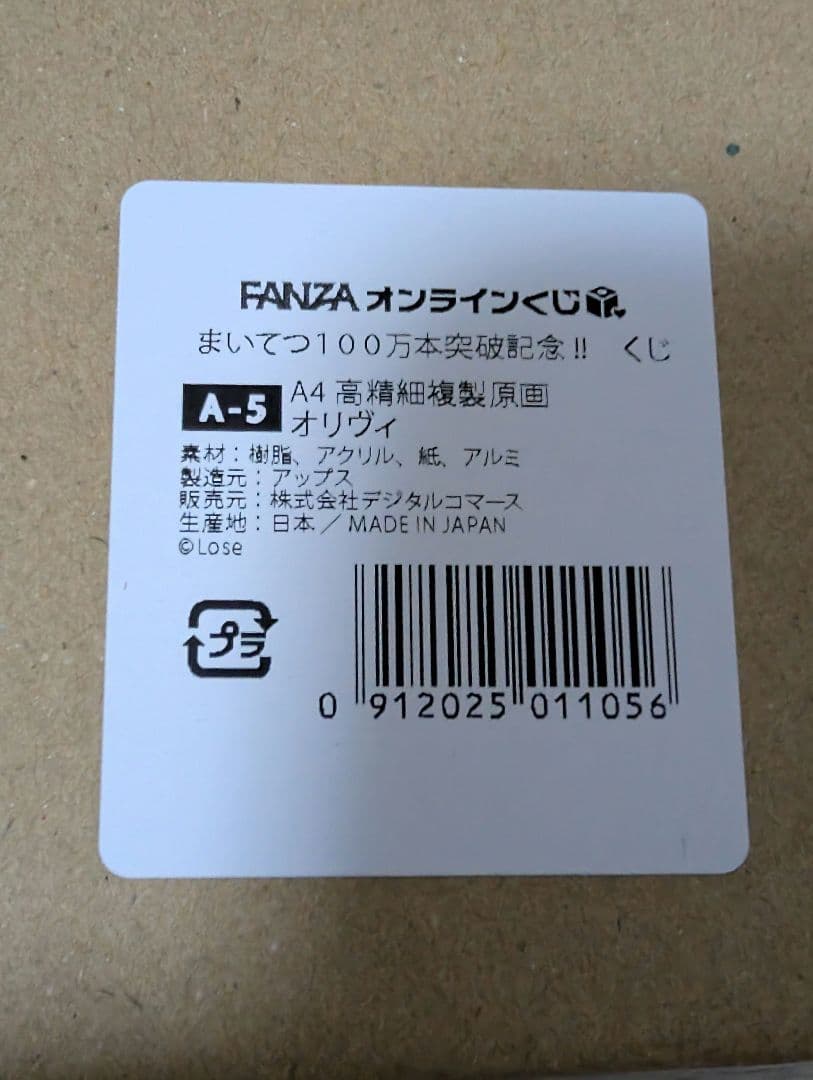 FANZA オンラインくじ
まいてつ100万本突破記念!!　くじ
A-5 A4 高精細複製原画
オリヴィ
素材：樹脂、アクリル、紙、アルミ
製造元：アップス
販売元：株式会社デジタルコマース
生産地：日本／MADE IN JAPAN
©Lose
プラ
0 912025 011056